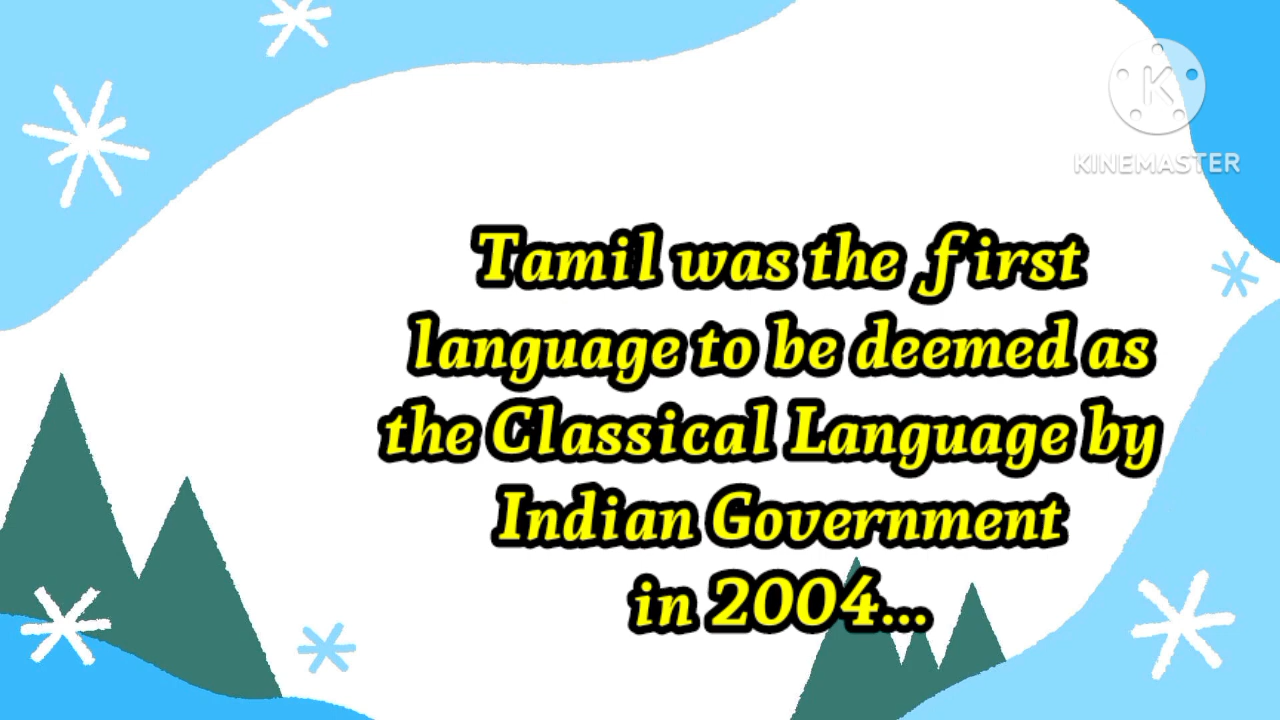 KINEMASTER
Tamil was the first
language to be deemed as
the Classical Language by
Indian Government
in 2004...